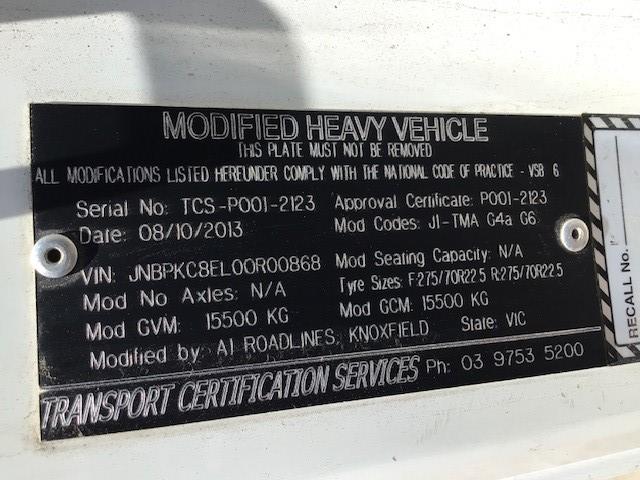 MODIFIED HEAVY VEHICLE
THIS PLATE MUST NOT BE REMOVED
ALL MODIFICATIONS LISTED HEREUNDER COMPLY WITH THE NATIONAL CODE OF PRACTICE - VSB 6
Serial No: TCS-P001-2123 Approval Certificate: P001-2123
Date: 08/10/2013 Mod Codes: J1-TMA G4a G6
VIN: JNBPKC8EL00R00868 Mod Seating Capacity: N/A
Mod No Axles: N/A Tyre Sizes: F:275/70R22.5 R:275/70R22.5
Mod GVM: 15500 KG Mod GCM: 15500 KG
Modified by: A1 ROADLINES, KNOXFIELD State: VIC
TRANSPORT CERTIFICATION SERVICES Ph: 03 9753 5200
RECALL No.